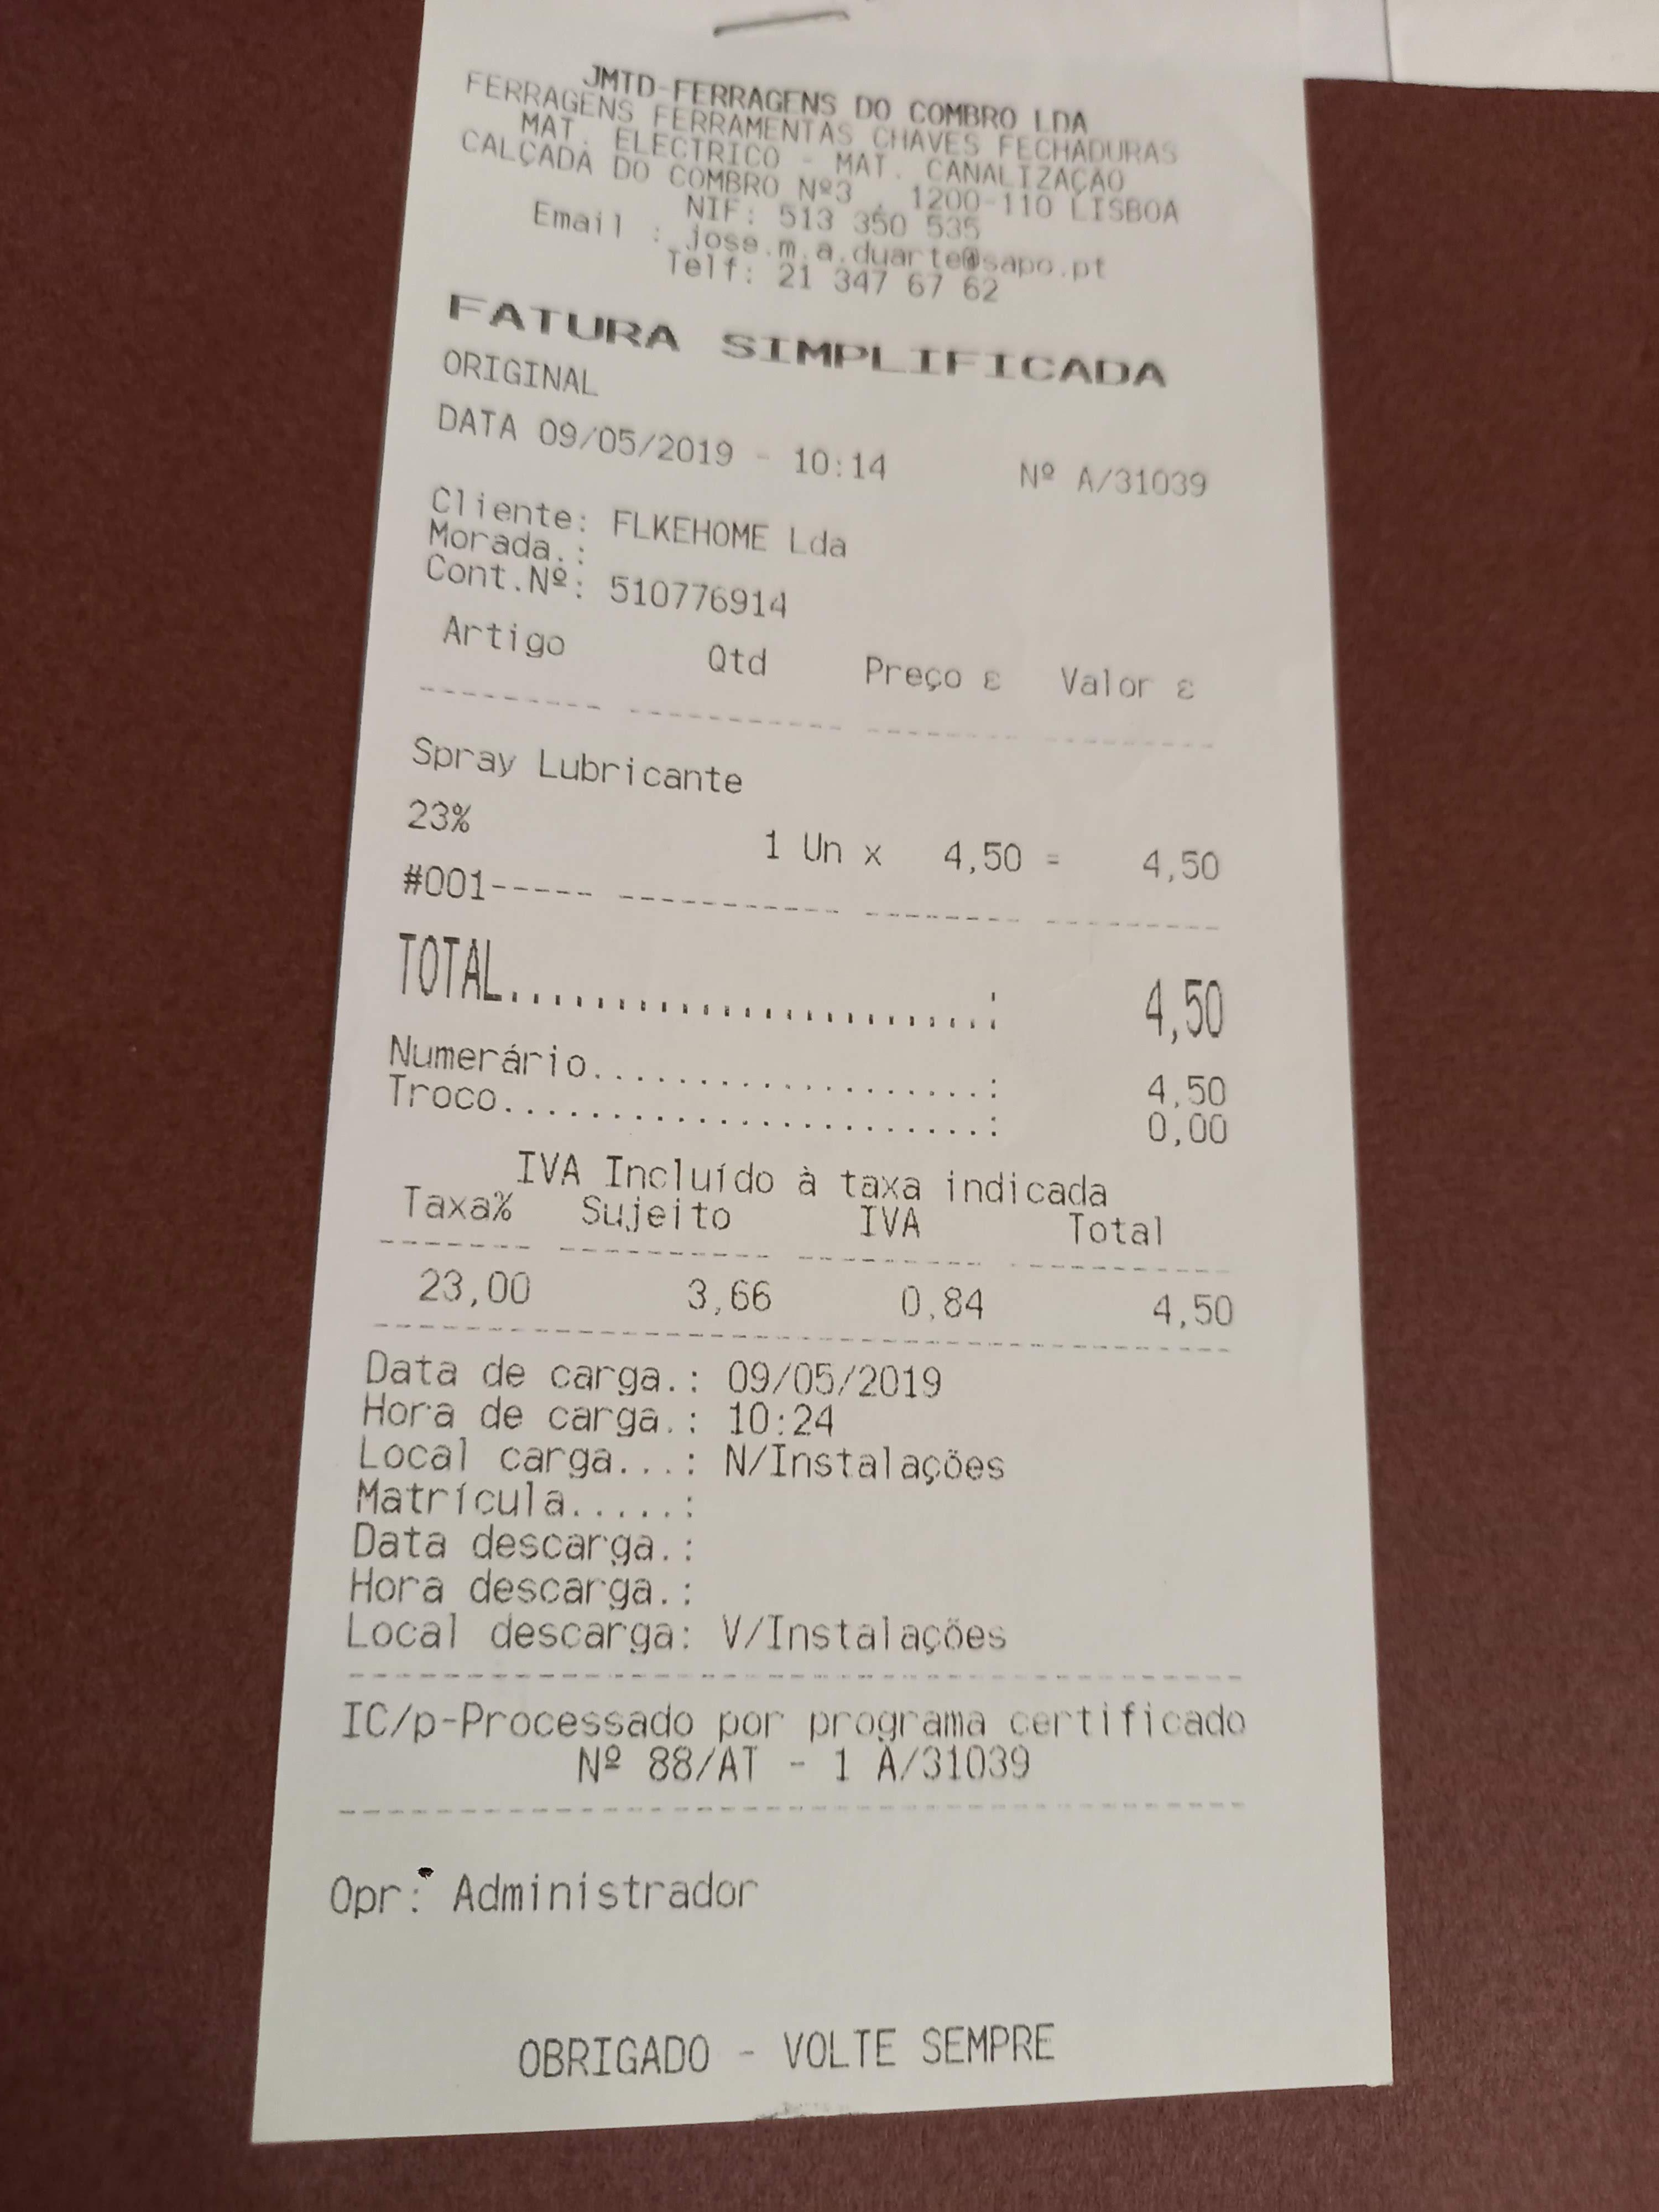 JMTD-FERRAGENS DO COMBRO LDA
FERRAGENS FERRAMENTAS CHAVES FECHADURAS
MAT. ELECTRICO - MAT. CANALIZAÇÃO
CALÇADA DO COMBRO Nº3 , 1200-110 LISBOA
NIF: 513 350 535
Email : jose.m.a.duarte@sapo.pt
Telf: 21 347 67 62
FATURA SIMPLIFICADA
ORIGINAL
DATA 09/05/2019 - 10:14 Nº A/31039
Cliente: FLKEHOME Lda
Morada.:
Cont.Nº: 510776914
Artigo Qtd Preço ε Valor ε
Spray Lubricante
23% 1 Un x 4,50 = 4,50
#001-----
TOTAL.......................: 4,50
Numerário...................: 4,50
Troco.......................: 0,00
IVA Incluído à taxa indicada
Taxa% Sujeito IVA Total
23,00 3,66 0,84 4,50
Data de carga.: 09/05/2019
Hora de carga.: 10:24
Local carga...: N/Instalações
Matrícula.....:
Data descarga.:
Hora descarga.:
Local descarga: V/Instalações
IC/p-Processado por programa certificado
Nº 88/AT - 1 A/31039
Opr: Administrador
OBRIGADO - VOLTE SEMPRE